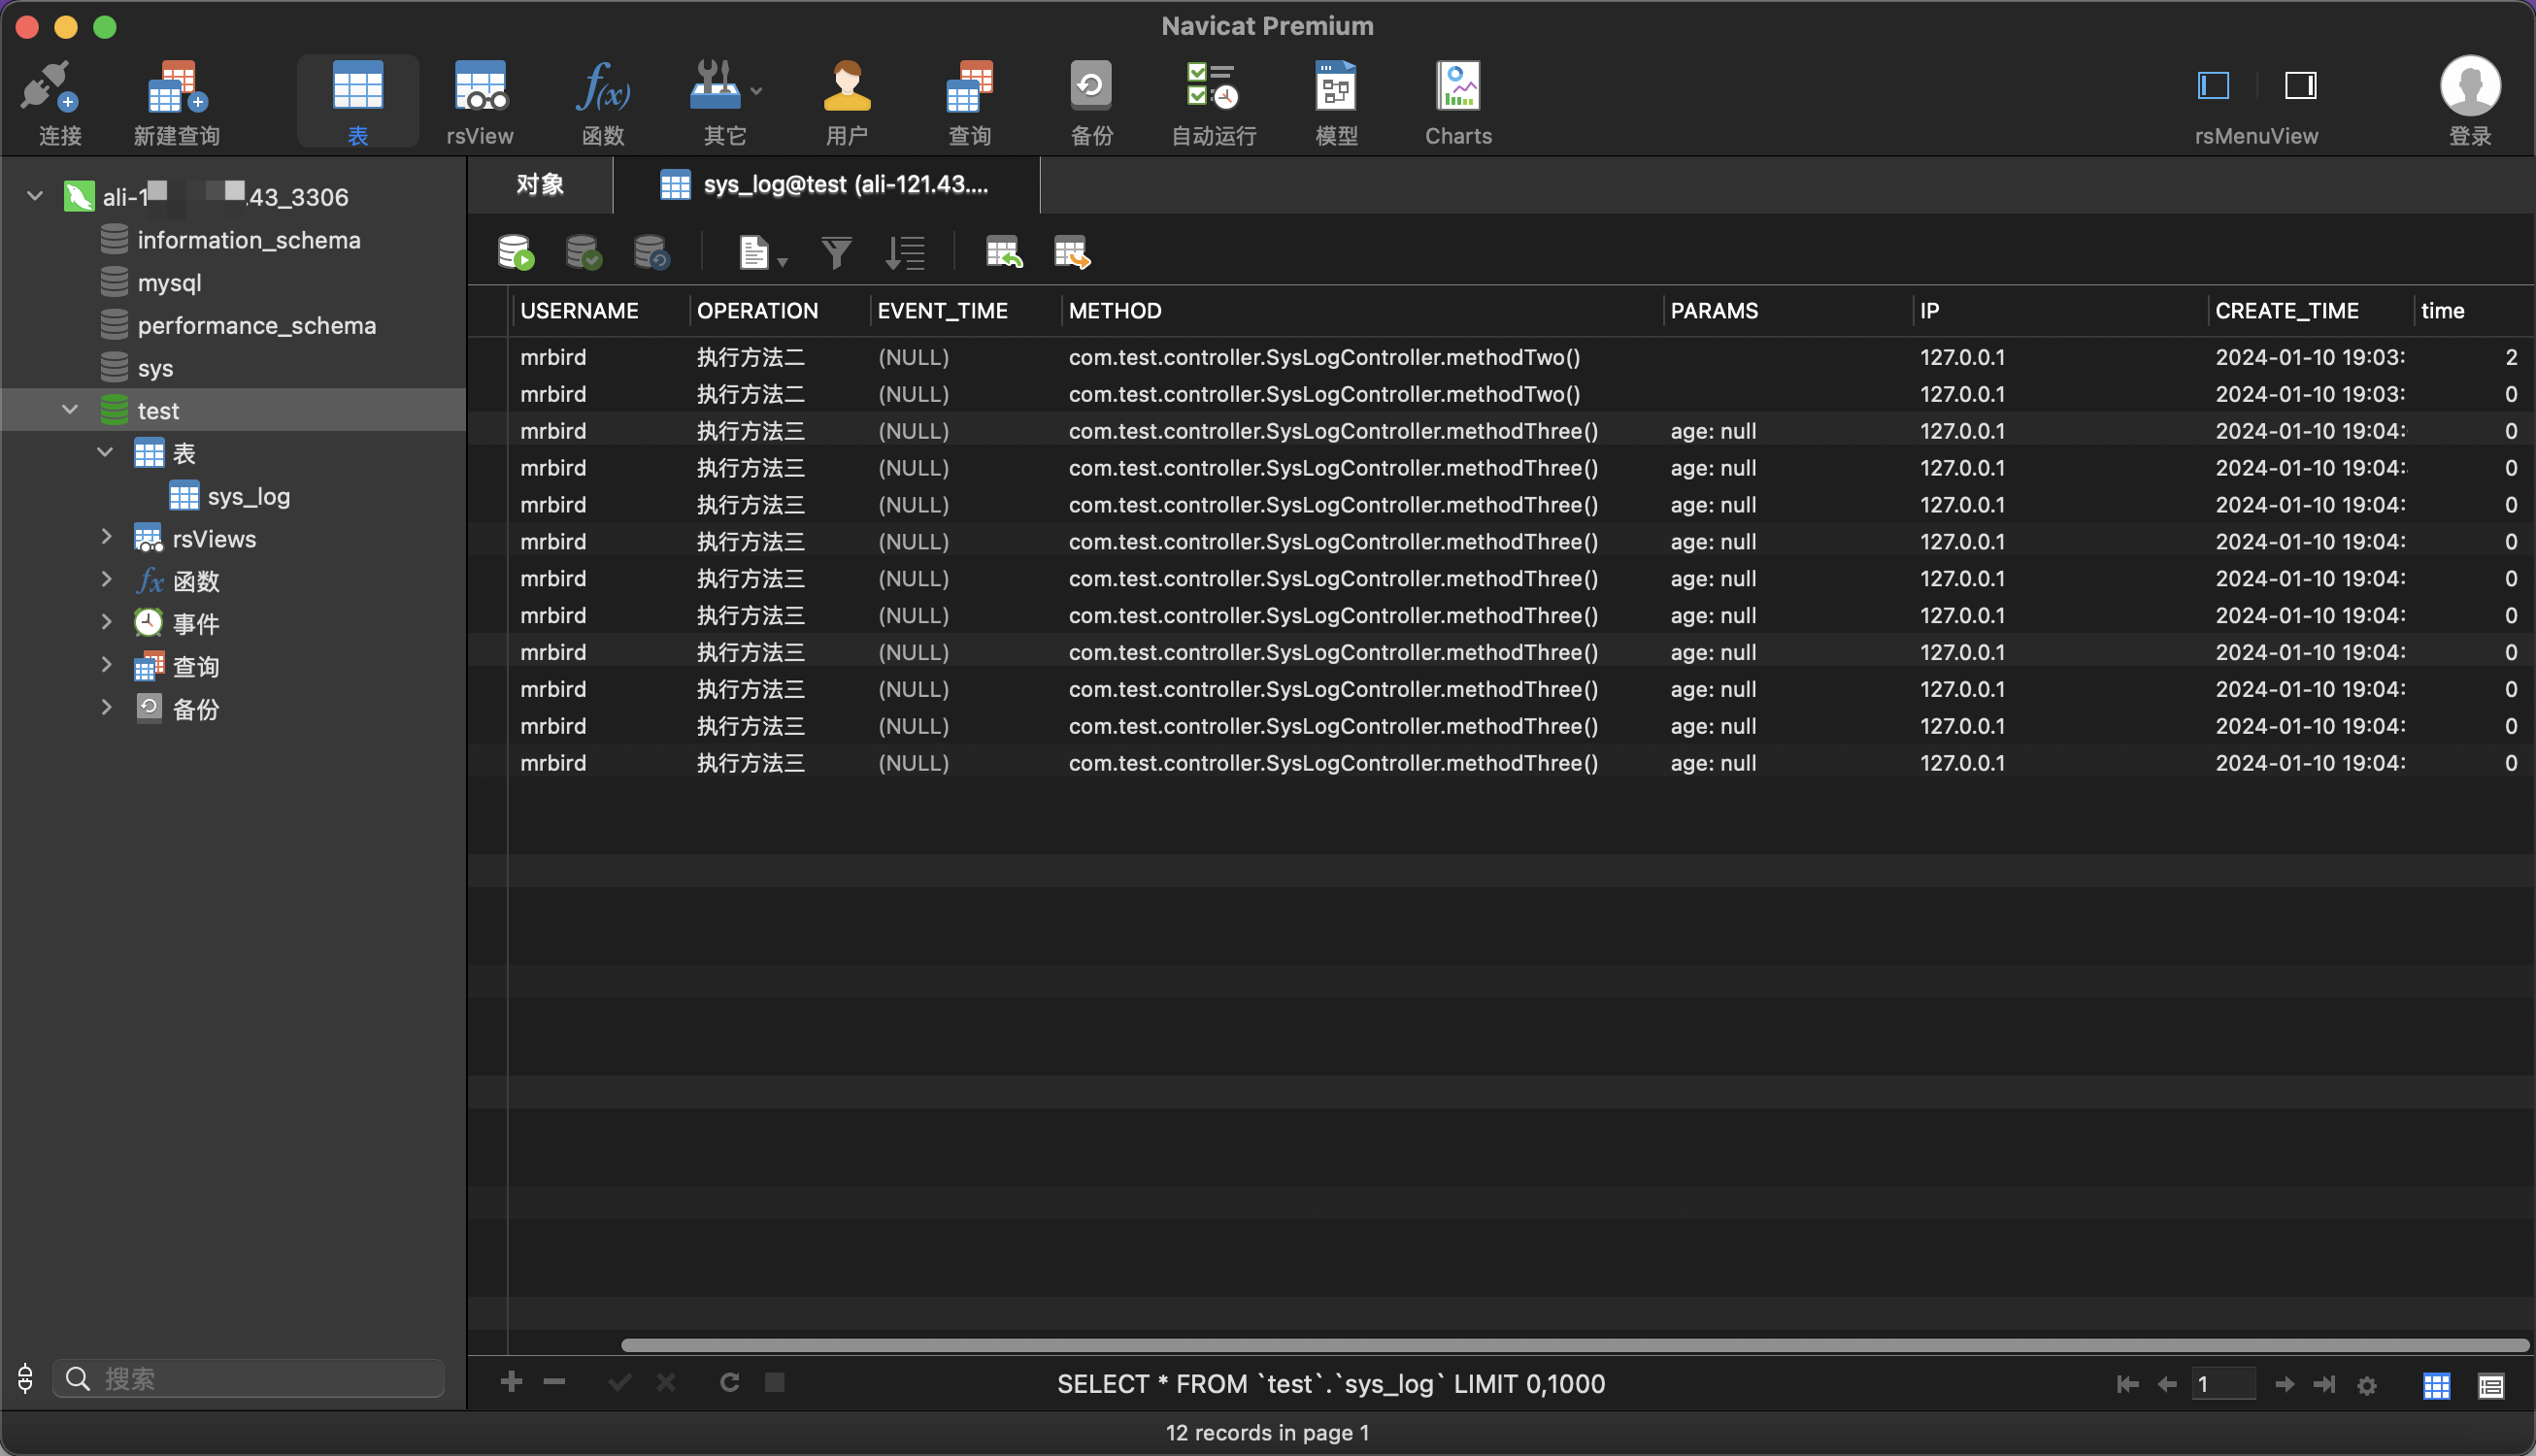 Navicat Premium
连接 新建查询 表 rsView 函数 其它 用户 查询 备份 自动运行 模型 Charts rsMenuView 登录
ali-1 .43_3306
information_schema
mysql
performance_schema
sys
test
表
sys_log
rsViews
函数
事件
查询
备份
搜索
对象 sys_log@test (ali-121.43....
USERNAME OPERATION EVENT_TIME METHOD PARAMS IP CREATE_TIME time
mrbird 执行方法二 (NULL) com.test.controller.SysLogController.methodTwo() 127.0.0.1 2024-01-10 19:03: 2
mrbird 执行方法二 (NULL) com.test.controller.SysLogController.methodTwo() 127.0.0.1 2024-01-10 19:03: 0
mrbird 执行方法三 (NULL) com.test.controller.SysLogController.methodThree() age: null 127.0.0.1 2024-01-10 19:04: 0
mrbird 执行方法三 (NULL) com.test.controller.SysLogController.methodThree() age: null 127.0.0.1 2024-01-10 19:04: 0
mrbird 执行方法三 (NULL) com.test.controller.SysLogController.methodThree() age: null 127.0.0.1 2024-01-10 19:04: 0
mrbird 执行方法三 (NULL) com.test.controller.SysLogController.methodThree() age: null 127.0.0.1 2024-01-10 19:04: 0
mrbird 执行方法三 (NULL) com.test.controller.SysLogController.methodThree() age: null 127.0.0.1 2024-01-10 19:04: 0
mrbird 执行方法三 (NULL) com.test.controller.SysLogController.methodThree() age: null 127.0.0.1 2024-01-10 19:04: 0
mrbird 执行方法三 (NULL) com.test.controller.SysLogController.methodThree() age: null 127.0.0.1 2024-01-10 19:04: 0
mrbird 执行方法三 (NULL) com.test.controller.SysLogController.methodThree() age: null 127.0.0.1 2024-01-10 19:04: 0
mrbird 执行方法三 (NULL) com.test.controller.SysLogController.methodThree() age: null 127.0.0.1 2024-01-10 19:04: 0
mrbird 执行方法三 (NULL) com.test.controller.SysLogController.methodThree() age: null 127.0.0.1 2024-01-10 19:04: 0
SELECT * FROM `test`.`sys_log` LIMIT 0,1000
1
12 records in page 1